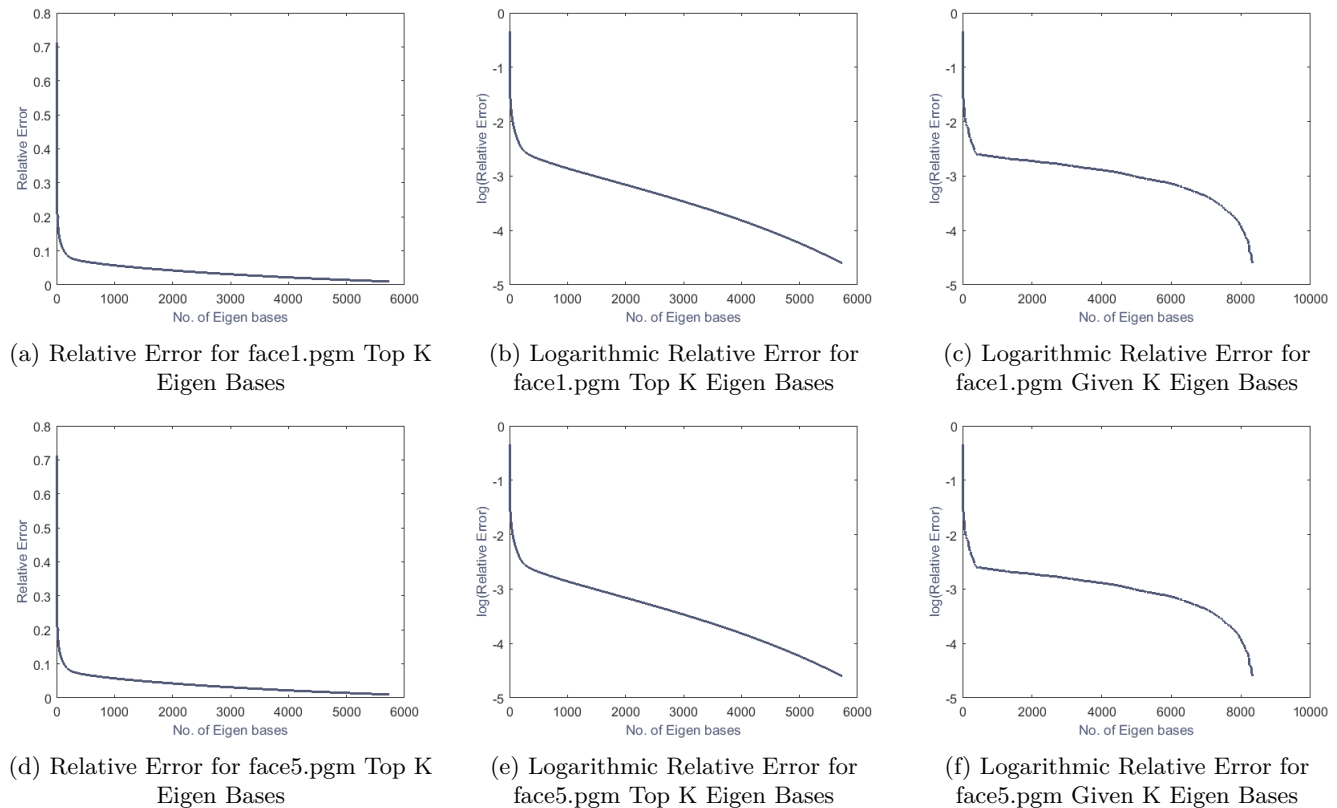 0.8
0.7
0.6
0.5
0.4
0.3
0.2
0.1
0
Relative Error
0 1000 2000 3000 4000 5000 6000
No. of Eigen bases
(a) Relative Error for face1.pgm Top K
Eigen Bases
0
-1
-2
-3
-4
-5
log(Relative Error)
0 1000 2000 3000 4000 5000 6000
No. of Eigen bases
(b) Logarithmic Relative Error for
face1.pgm Top K Eigen Bases
0
-1
-2
-3
-4
-5
log(Relative Error)
0 2000 4000 6000 8000 10000
No. of Eigen bases
(c) Logarithmic Relative Error for
face1.pgm Given K Eigen Bases
0.8
0.7
0.6
0.5
0.4
0.3
0.2
0.1
0
Relative Error
0 1000 2000 3000 4000 5000 6000
No. of Eigen bases
(d) Relative Error for face5.pgm Top K
Eigen Bases
0
-1
-2
-3
-4
-5
log(Relative Error)
0 1000 2000 3000 4000 5000 6000
No. of Eigen bases
(e) Logarithmic Relative Error for
face5.pgm Top K Eigen Bases
0
-1
-2
-3
-4
-5
log(Relative Error)
0 2000 4000 6000 8000 10000
No. of Eigen bases
(f) Logarithmic Relative Error for
face5.pgm Given K Eigen Bases